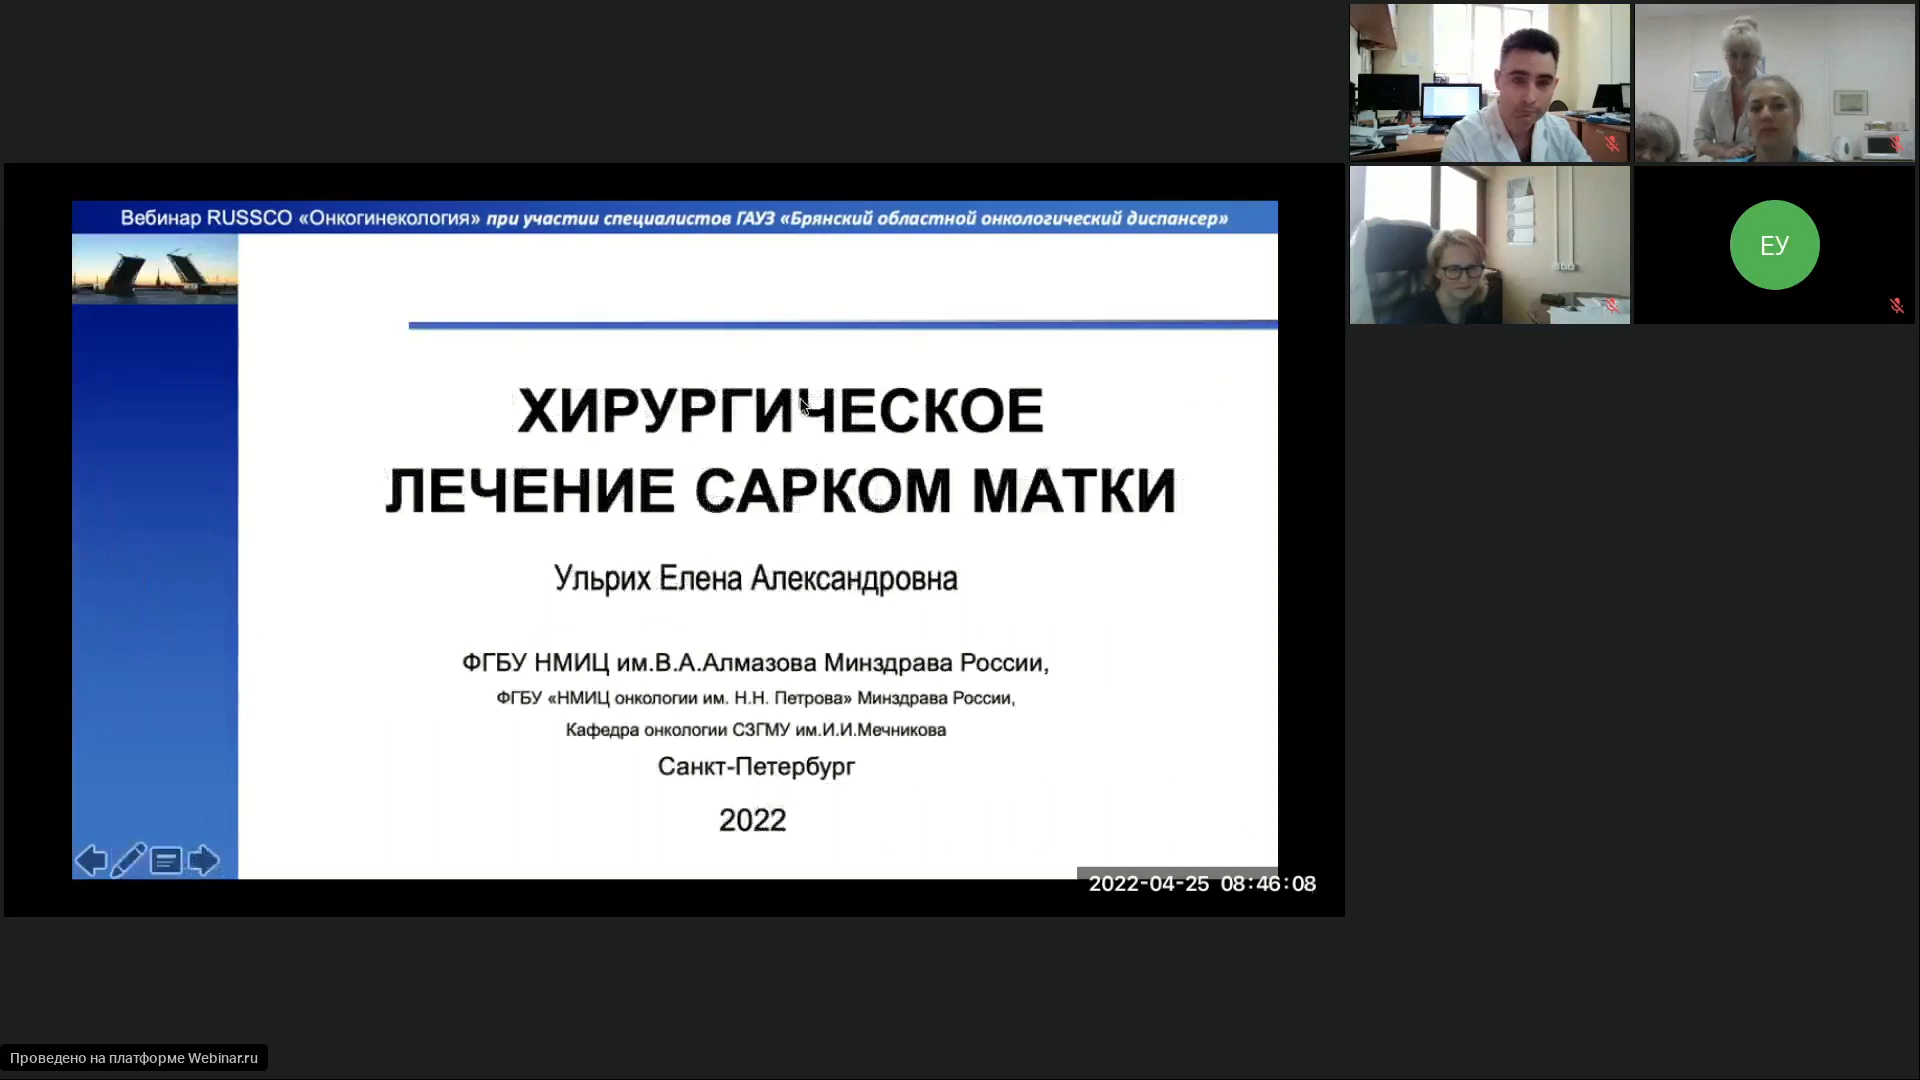 Вебинар RUSSCO «Онкогинекология» при участии специалистов ГАУЗ «Брянский областной онкологический диспансер»
ХИРУРГИЧЕСКОЕ
ЛЕЧЕНИЕ САРКОМ МАТКИ
Ульрих Елена Александровна
ФГБУ НМИЦ им.В.А.Алмазова Минздрава России,
ФГБУ «НМИЦ онкологии им. Н.Н. Петрова» Минздрава России,
Кафедра онкологии СЗГМУ им.И.И.Мечникова
Санкт-Петербург
2022
2022-04-25 08:46:08
ЕУ
Проведено на платформе Webinar.ru